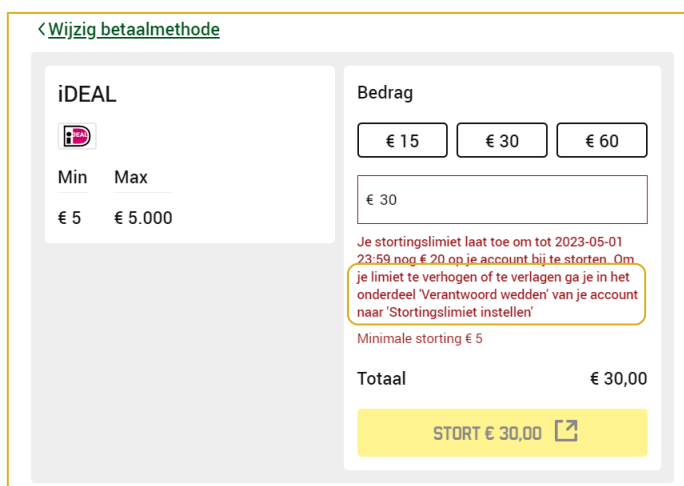 Wijzig betaalmethode
iDEAL
iDEAL
Min Max
€ 5 € 5.000
Bedrag
€ 15 € 30 € 60
€ 30
Je stortingslimiet laat toe om tot 2023-05-01
23:59 nog € 20 op je account bij te storten. Om
je limiet te verhogen of te verlagen ga je in het
onderdeel 'Verantwoord wedden' van je account
naar 'Stortingslimiet instellen'
Minimale storting € 5
Totaal € 30,00
STORT € 30,00